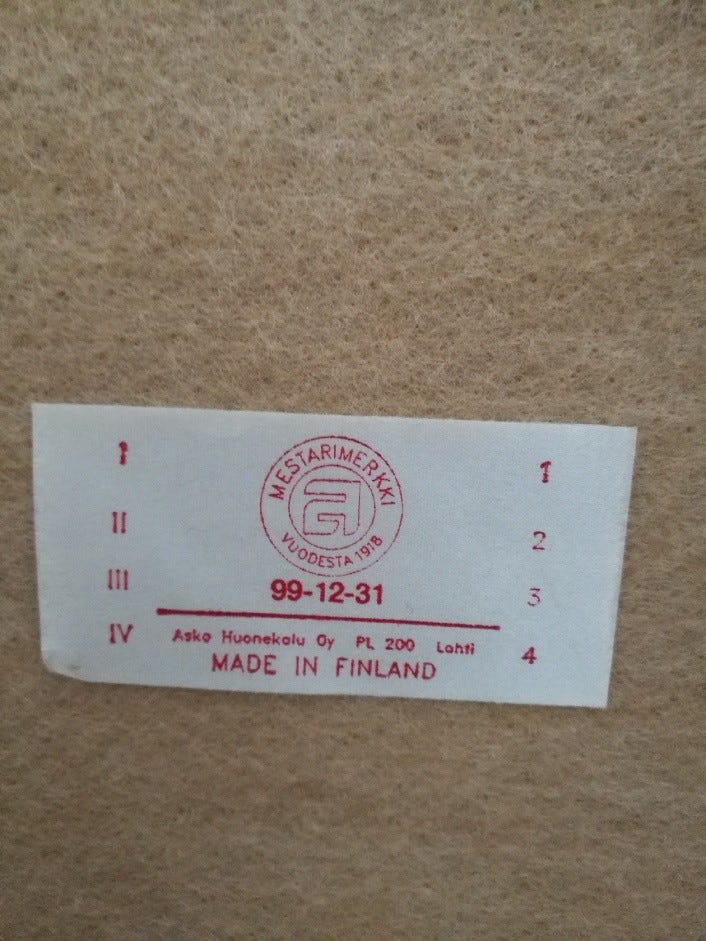 MESTARIMERKKI
a
VUODESTA 1918
99-12-31
I 1
II 2
III 3
IV 4
Asko Huonekalu Oy PL 200 Lahti
MADE IN FINLAND